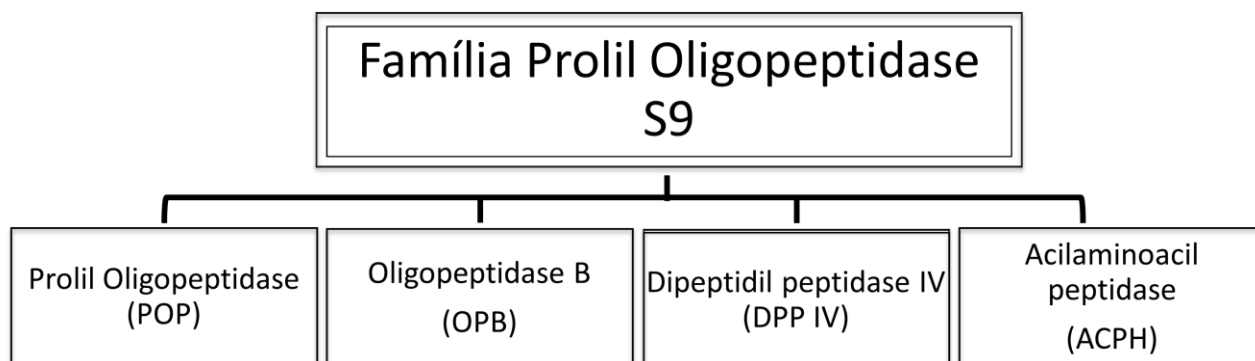 Família Prolil Oligopeptidase
S9
Prolil Oligopeptidase
(POP)
Oligopeptidase B
(OPB)
Dipeptidil peptidase IV
(DPP IV)
Acilaminoacil
peptidase
(ACPH)